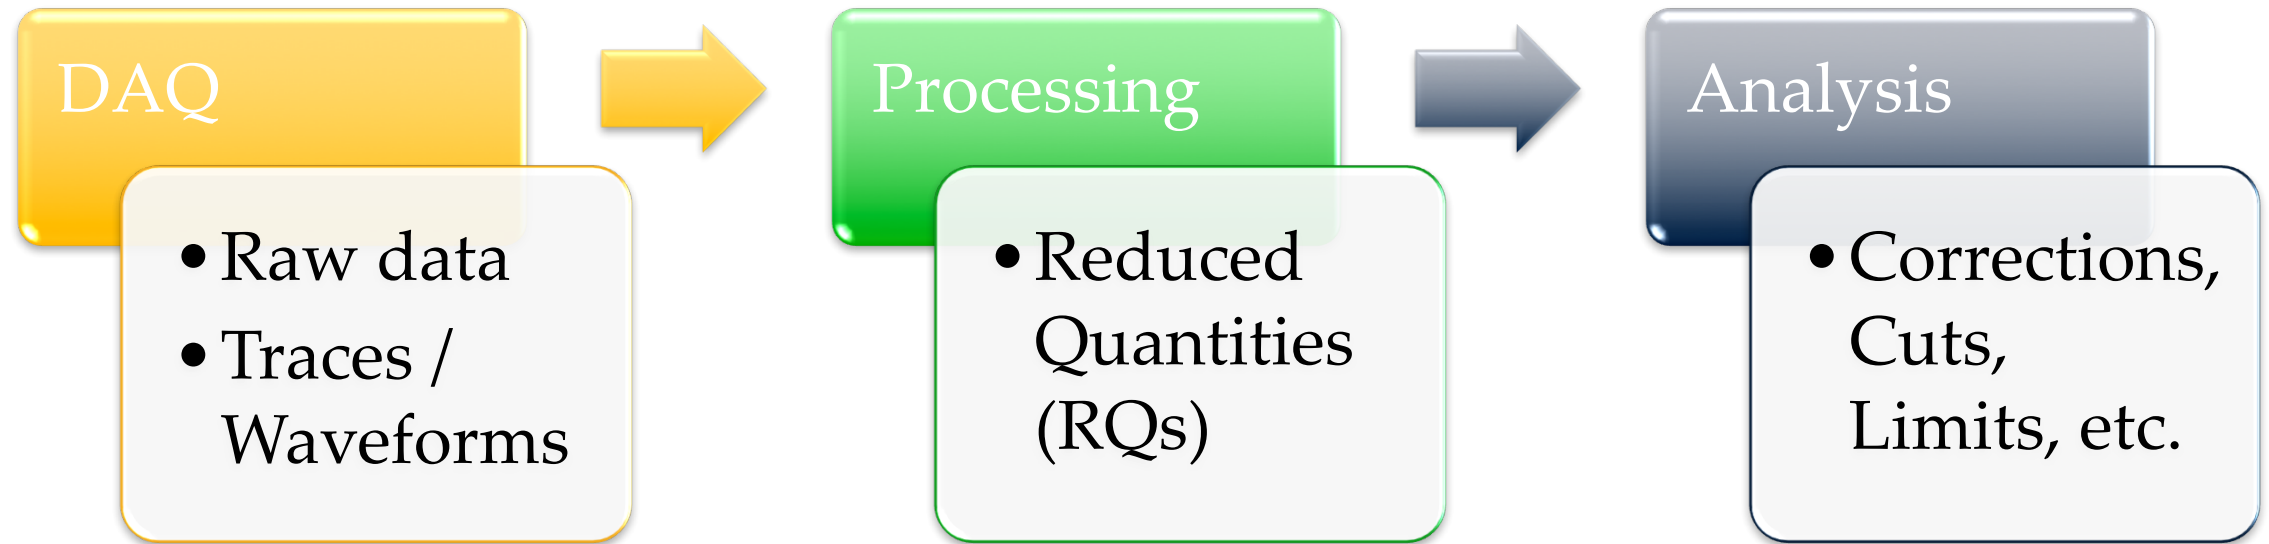 DAQ
• Raw data
• Traces /
Waveforms
Processing
• Reduced
Quantities
(RQs)
Analysis
• Corrections,
Cuts,
Limits, etc.